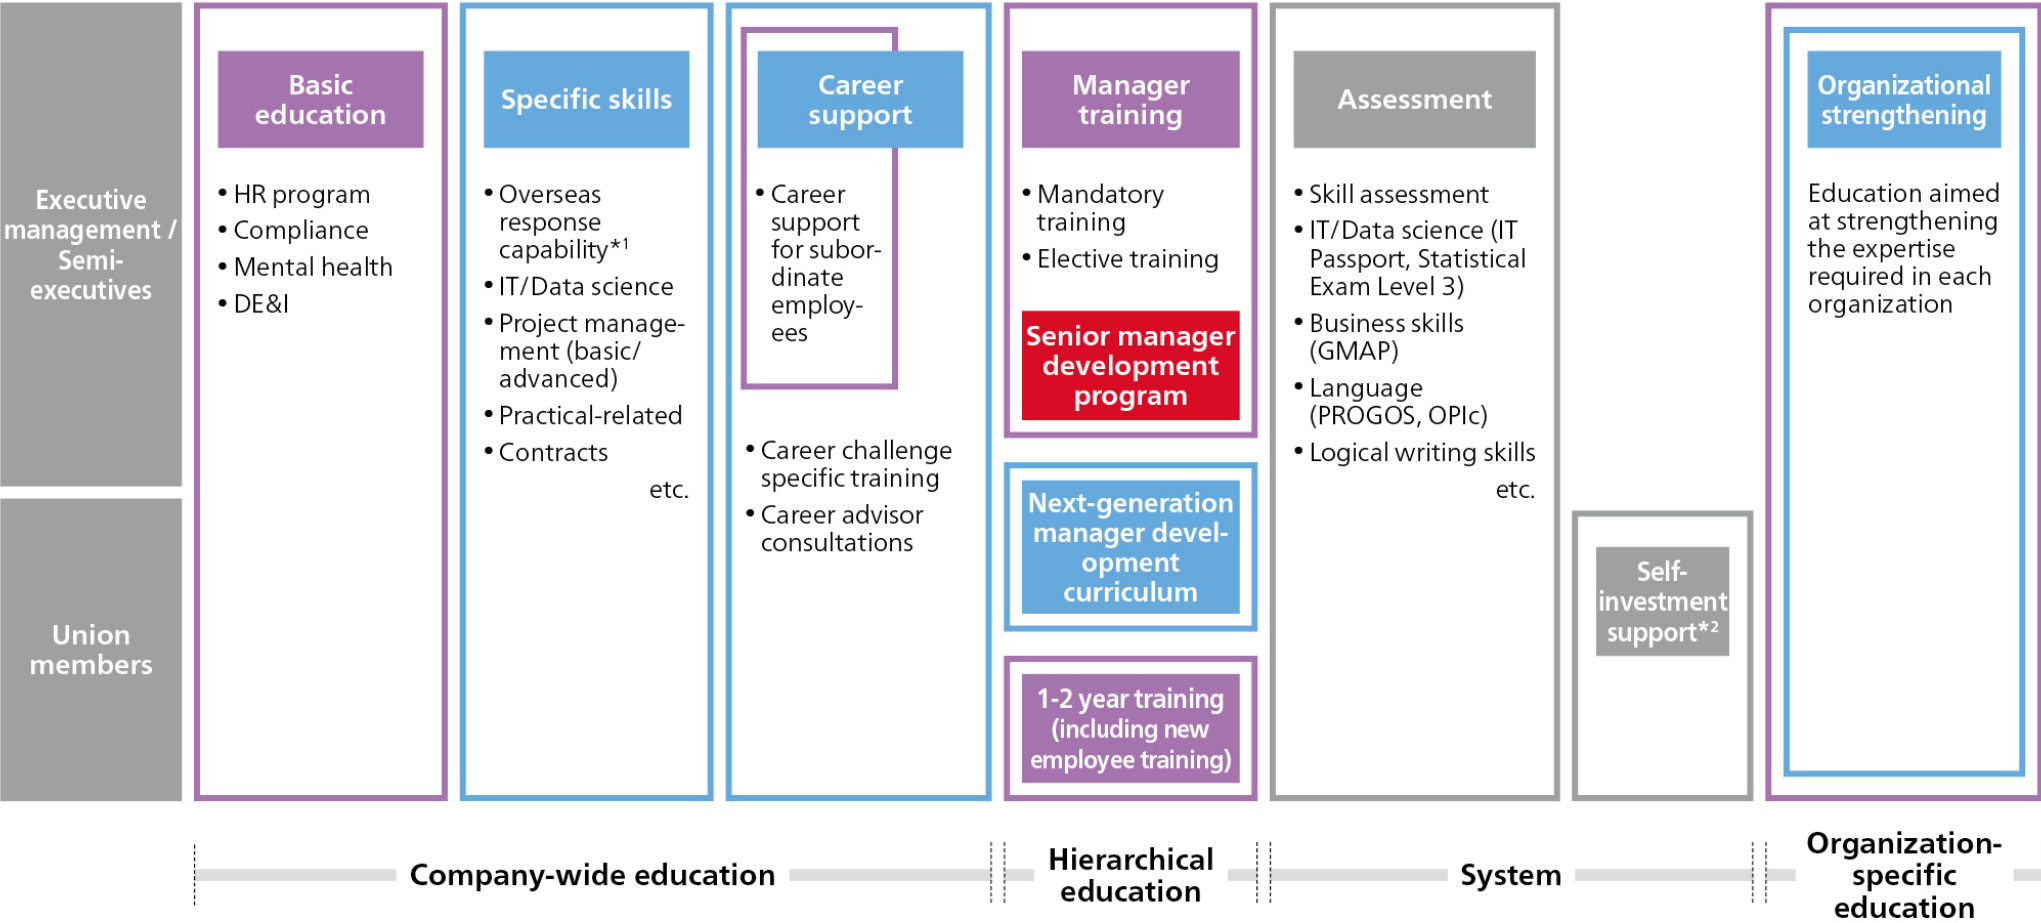 Executive
management /
Semi-
executives
Union
members
Basic
education
• HR program
• Compliance
• Mental health
• DE&I
Specific skills
• Overseas
response
capability*1
• IT/Data science
• Project manage-
ment (basic/
advanced)
• Practical-related
• Contracts
etc.
Career
support
• Career
support
for subor-
dinate
employ-
ees
• Career challenge
specific training
• Career advisor
consultations
Manager
training
• Mandatory
training
• Elective training
Senior manager
development
program
Next-generation
manager devel-
opment
curriculum
1-2 year training
(including new
employee training)
Assessment
• Skill assessment
• IT/Data science (IT
Passport, Statistical
Exam Level 3)
• Business skills
(GMAP)
• Language
(PROGOS, OPIc)
• Logical writing skills
etc.
Self-
investment
support*2
Organizational
strengthening
Education aimed
at strengthening
the expertise
required in each
organization
Company-wide education
Hierarchical
education
System
Organization-
specific
education